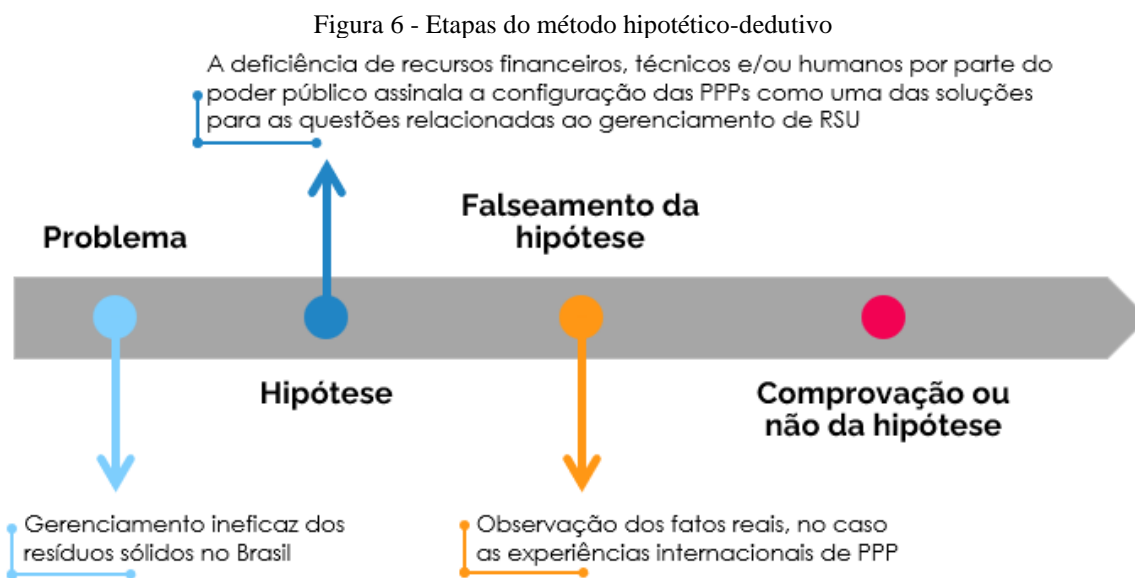 Figura 6 - Etapas do método hipotético-dedutivo
A deficiência de recursos financeiros, técnicos e/ou humanos por parte do
poder público assinala a configuração das PPPs como uma das soluções
para as questões relacionadas ao gerenciamento de RSU
Problema
Falseamento da
hipótese
Hipótese
Comprovação ou
não da hipótese
Gerenciamento ineficaz dos
resíduos sólidos no Brasil
Observação dos fatos reais, no caso
as experiências internacionais de PPP